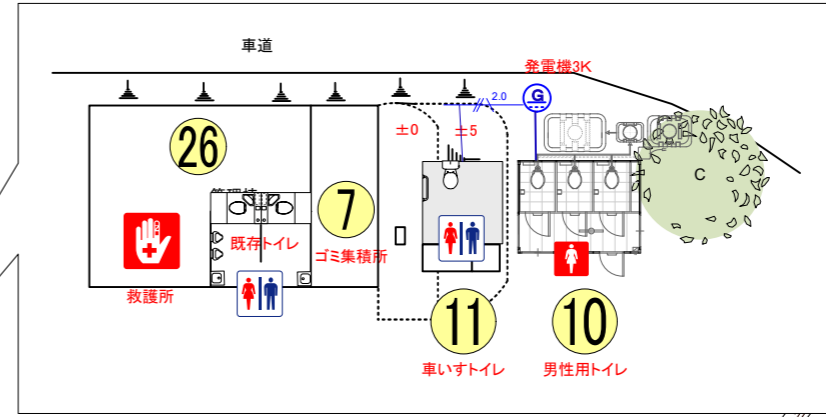 車道
発電機3K
G
2.0
±0
±5
26
C
管理棟
7
既存トイレ
ゴミ集積所
救護所
11
10
車いすトイレ
男性用トイレ